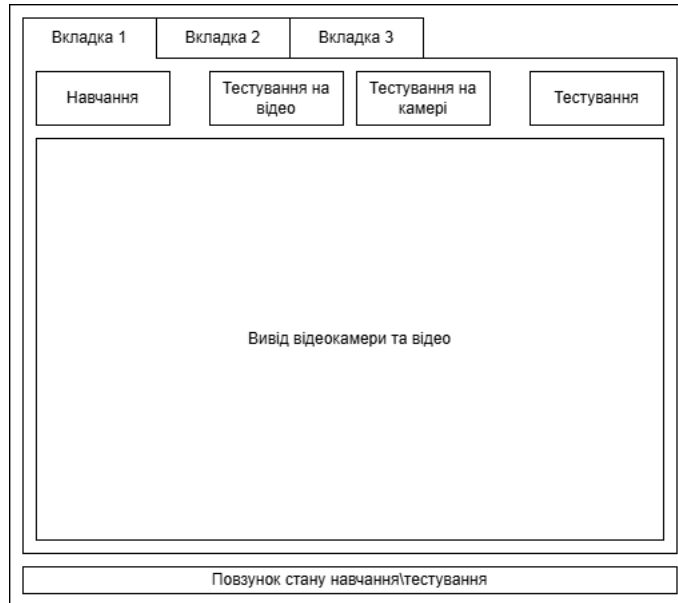 Вкладка 1
Вкладка 2
Вкладка 3
Навчання
Тестування на
відео
Тестування на
камері
Тестування
Вивід відеокамери та відео
Повзунок стану навчання\тестування